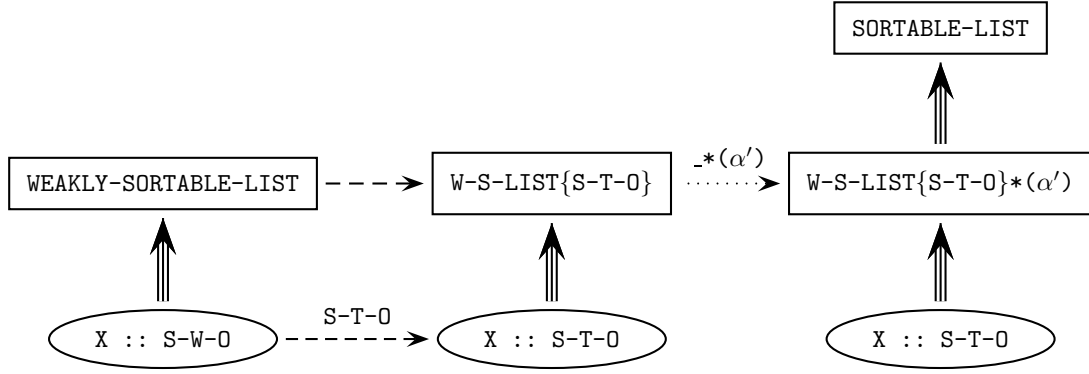 SORTABLE-LIST
WEAKLY-SORTABLE-LIST
W-S-LIST{S-T-O}
_*(α′)
W-S-LIST{S-T-O}*(α′)
X :: S-W-O
S-T-O
X :: S-T-O
X :: S-T-O